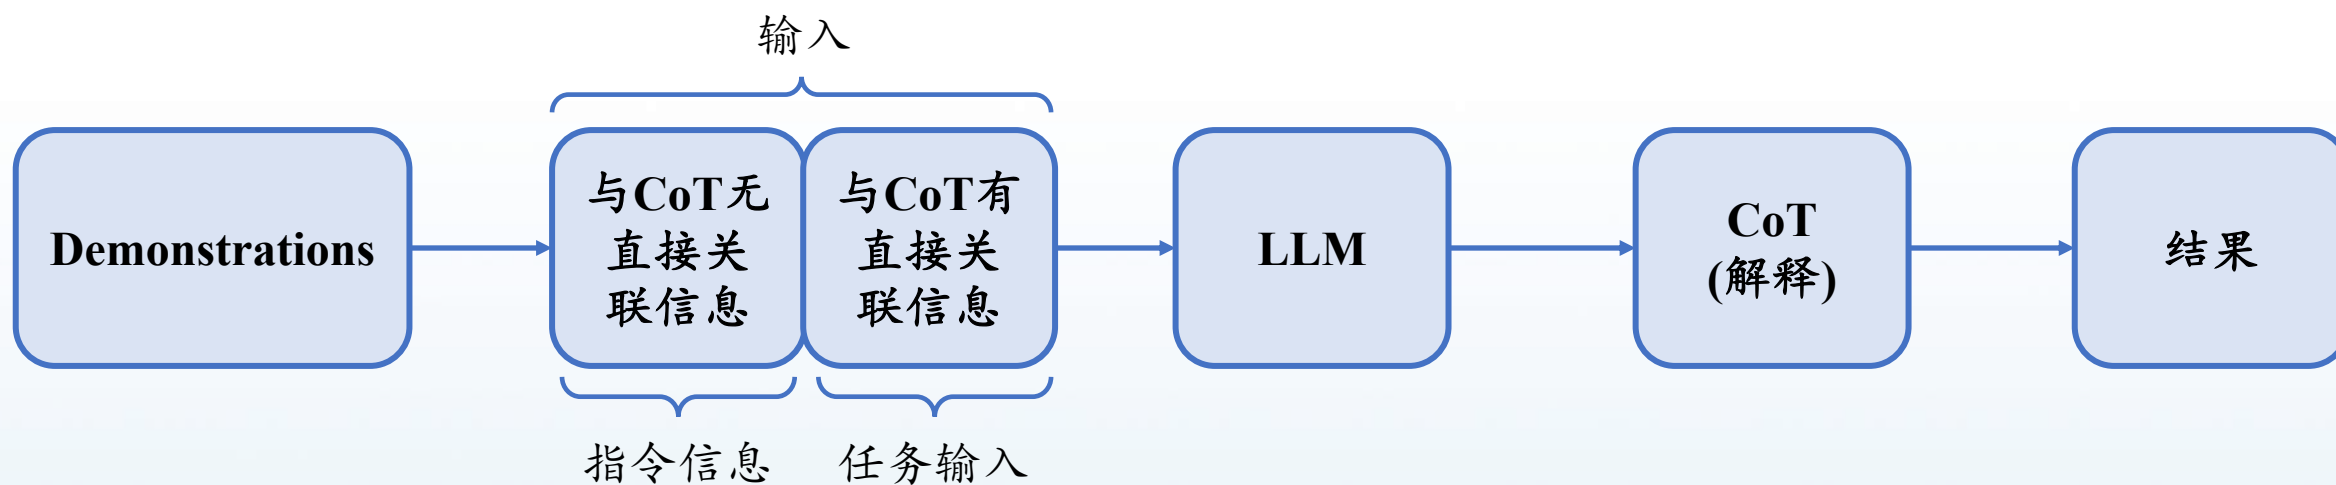 输入
Demonstrations
与CoT无
直接关
联信息
与CoT有
直接关
联信息
LLM
CoT
(解释)
结果
指令信息
任务输入